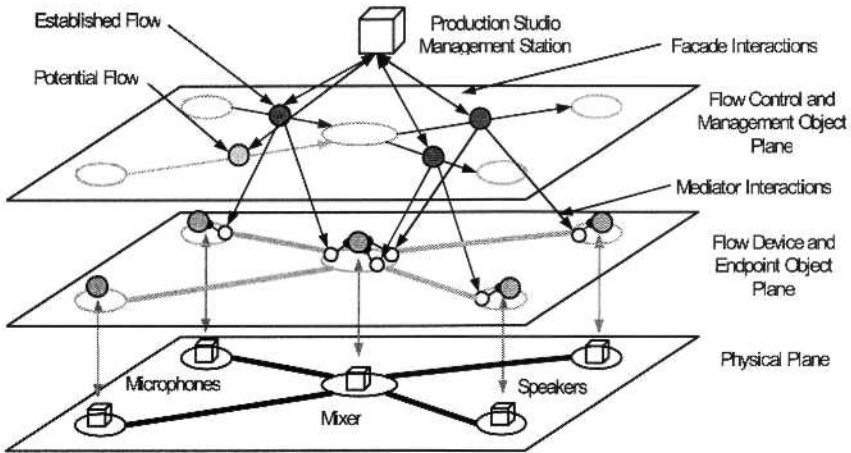 Established Flow
Production Studio
Management Station
Facade Interactions
Potential Flow
Flow Control and
Management Object
Plane
Mediator Interactions
Flow Device and
Endpoint Object
Plane
Physical Plane
Microphones
Speakers
Mixer